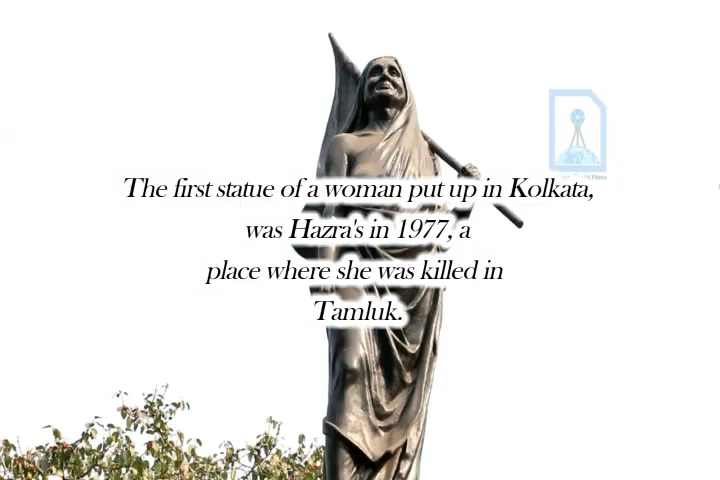 The first statue of a woman put up in Kolkata,
was Hazra's in 1977, a
place where she was killed in
Tamluk.